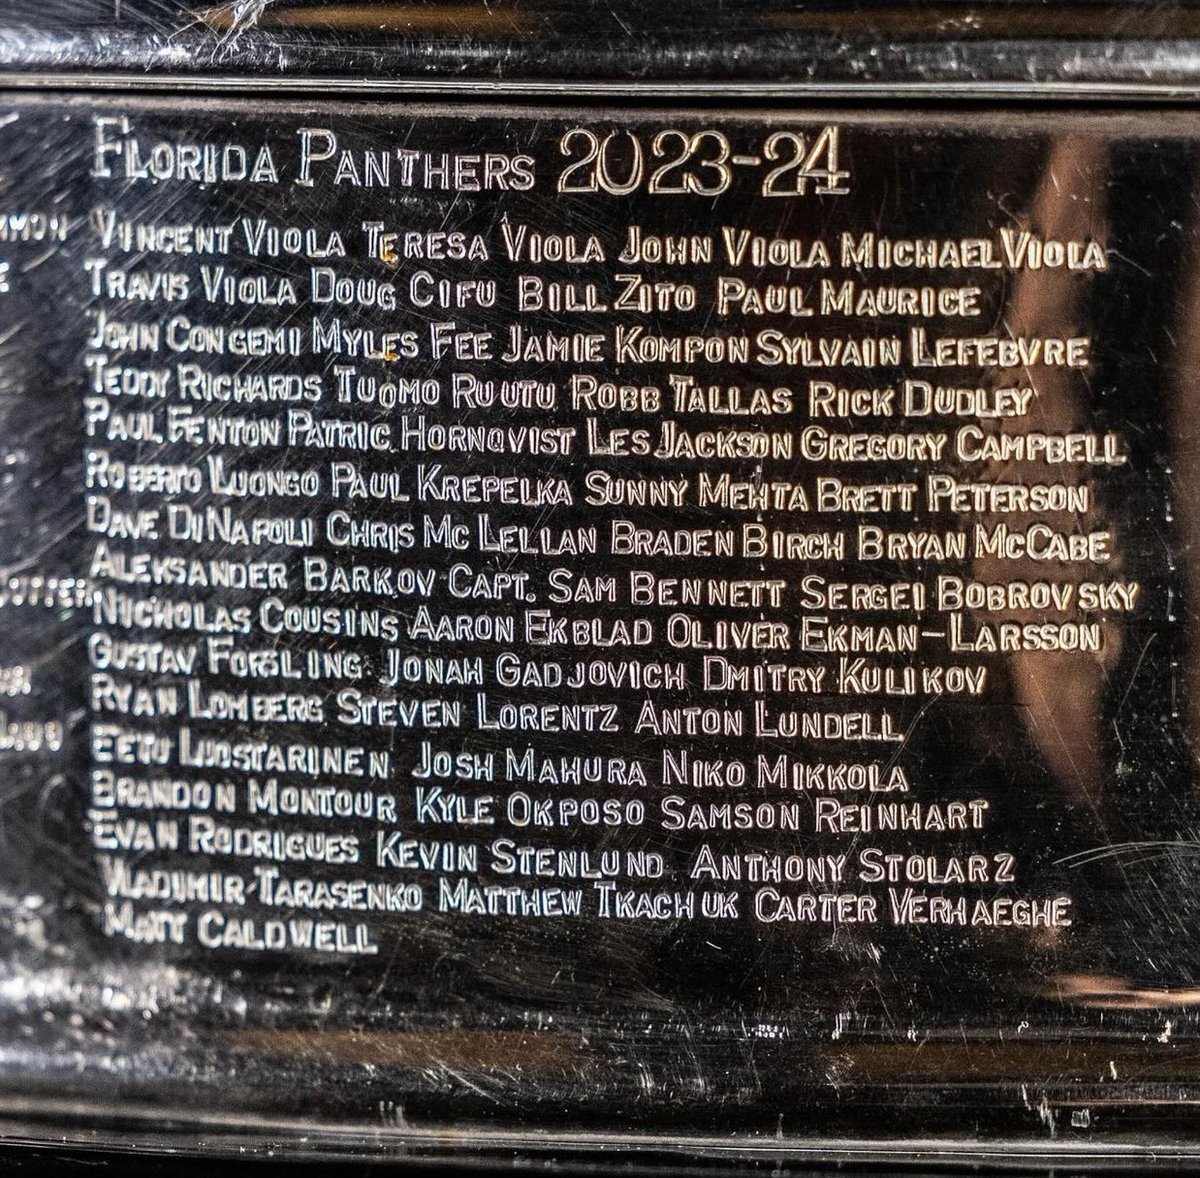 FLORIDA PANTHERS 2023-24
VINCENT VIOLA TERESA VIOLA JOHN VIOLA MICHAEL VIOLA
TRAVIS VIOLA DOUG CIFU BILL ZITO PAUL MAURICE
JOHN CONGEMI MYLES FEE JAMIE KOMPON SYLVAIN LEFEBVRE
TEDDY RICHARDS TUOMO RUUTU ROBB TALLAS RICK DUDLEY
PAUL FENTON PATRIC HORNQVIST LES JACKSON GREGORY CAMPBELL
ROBERTO LUONGO PAUL KREPELKA SUNNY MEHTA BRETT PETERSON
DAVE DINAPOLI CHRIS MC LELLAN BRADEN BIRCH BRYAN MCCABE
ALEKSANDER BARKOV CAPT. SAM BENNETT SERGEI BOBROVSKY
NICHOLAS COUSINS AARON EKBLAD OLIVER EKMAN-LARSSON
GUSTAV FORSLING JONAH GADJOVICH DMITRY KULIKOV
RYAN LOMBERG STEVEN LORENTZ ANTON LUNDELL
EETU LUOSTARINEN JOSH MAHURA NIKO MIKKOLA
BRANDON MONTOUR KYLE OKPOSO SAMSON REINHART
EVAN RODRIGUES KEVIN STENLUND ANTHONY STOLARZ
VLADIMIR TARASENKO MATTHEW TKACHUK CARTER VERHAEGHE
MATT CALDWELL